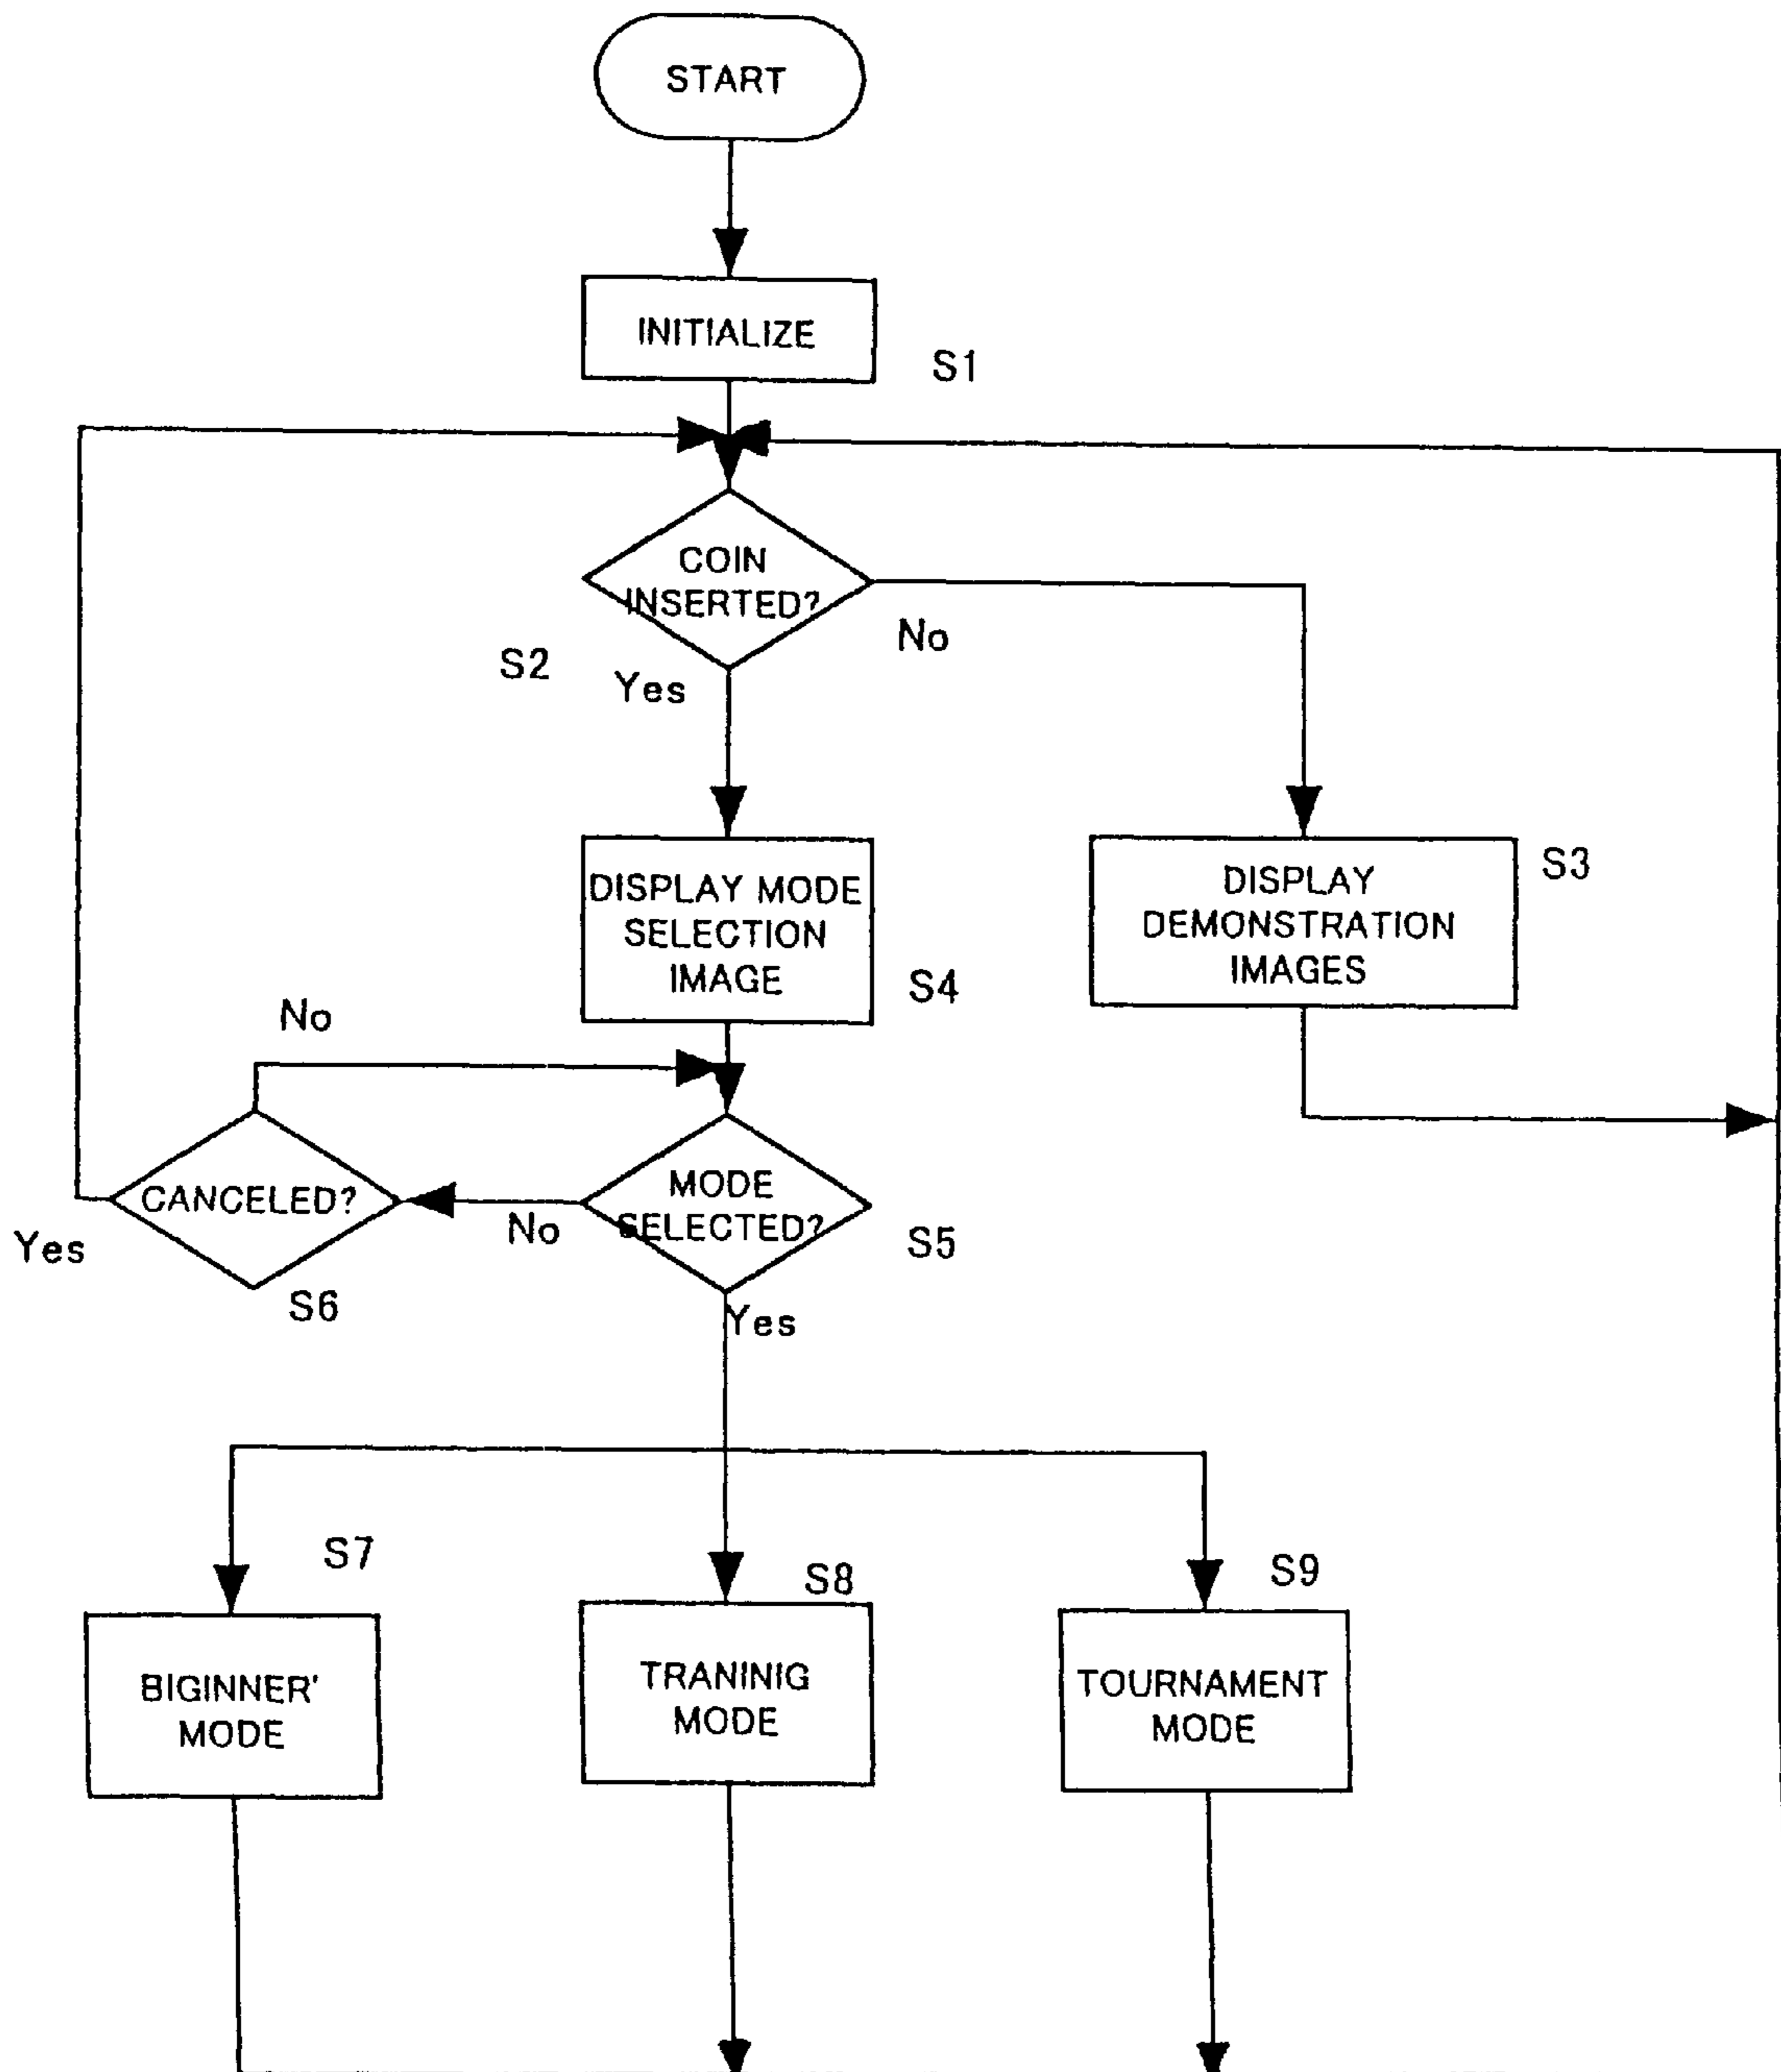 START
INITIALIZE
S1
COIN
INSERTED?
S2
Yes
No
DISPLAY MODE
SELECTION
IMAGE
S4
DISPLAY
DEMONSTRATION
IMAGES
S3
No
CANCELED?
Yes
S6
No
MODE
SELECTED?
S5
Yes
S7
BIGINNER'
MODE
S8
TRANINIG
MODE
S9
TOURNAMENT
MODE